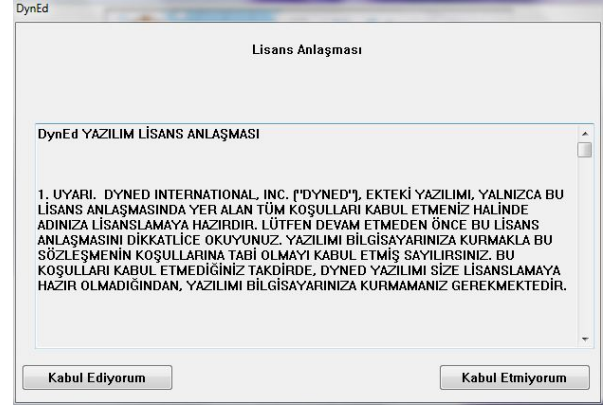 DynEd
Lisans Anlaşması
DynEd YAZILIM LİSANS ANLAŞMASI
1. UYARI. DYNED INTERNATIONAL, INC. ["DYNED"], EKTEKİ YAZILIMI, YALNIZCA BU
LİSANS ANLAŞMASINDA YER ALAN TÜM KOŞULLARI KABUL ETMENİZ HALİNDE
ADINIZA LİSANSLAMAYA HAZIRDIR. LÜTFEN DEVAM ETMEDEN ÖNCE BU LİSANS
ANLAŞMASINI DİKKATLİCE OKUYUNUZ. YAZILIMI BİLGİSAYARINIZA KURMAKLA BU
SÖZLEŞMENİN KOŞULLARINA TABİ OLMAYI KABUL ETMİŞ SAYILIRSINIZ. BU
KOŞULLARI KABUL ETMEDİĞİNİZ TAKDİRDE, DYNED YAZILIMI SİZE LİSANSLAMAYA
HAZIR OLMADIĞINDAN, YAZILIMI BİLGİSAYARINIZA KURMAMANIZ GEREKMEKTEDİR.
Kabul Ediyorum
Kabul Etmiyorum